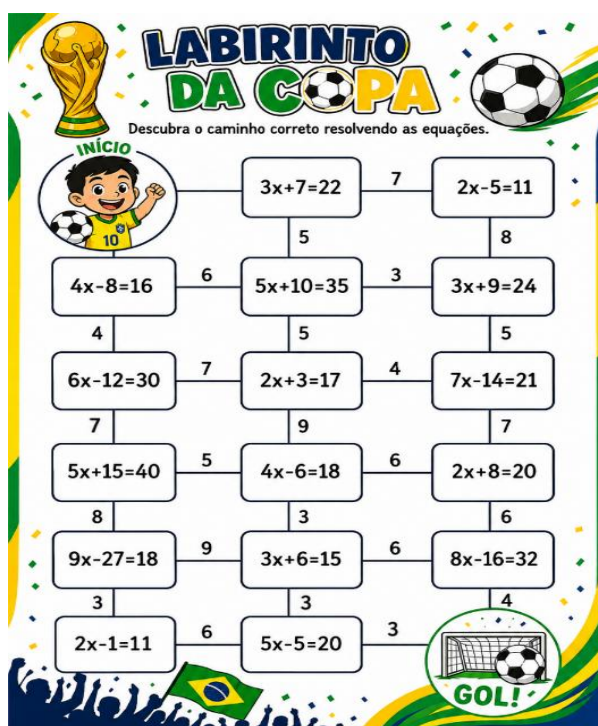 LABIRINTO
DA COPA
Descubra o caminho correto resolvendo as equações.
INÍCIO
10
3x+7=22 7 2x-5=11
5 8
4x-8=16 6 5x+10=35 3 3x+9=24
4 5 5
6x-12=30 7 2x+3=17 4 7x-14=21
7 9 7
5x+15=40 5 4x-6=18 6 2x+8=20
8 3 6
9x-27=18 9 3x+6=15 6 8x-16=32
3 3 4
2x-1=11 6 5x-5=20 3
GOL!